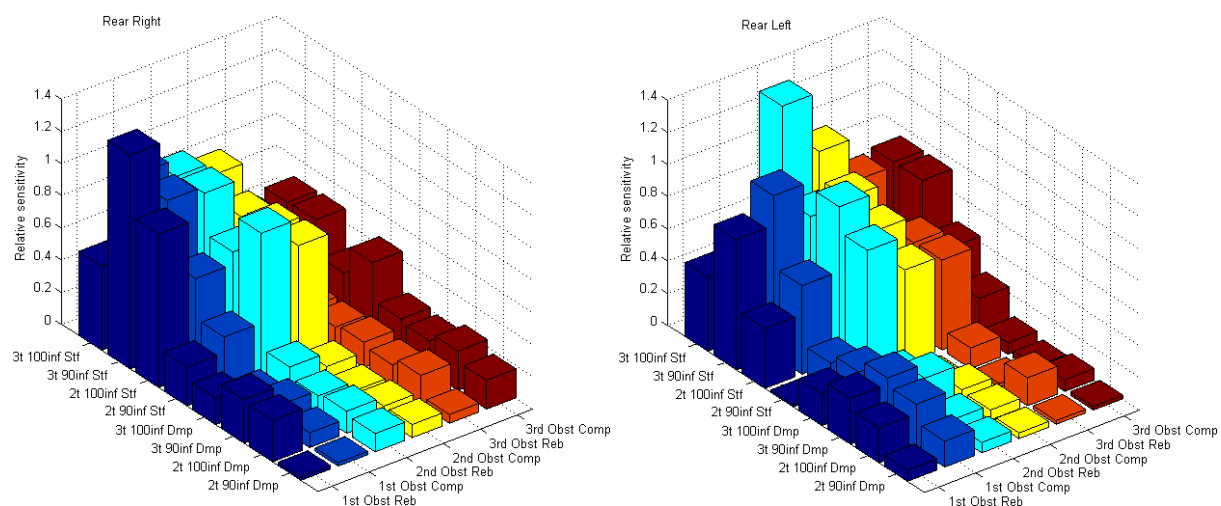 Rear Right
Relative sensitivity
1.4
1.2
1
0.8
0.6
0.4
0.2
0
3t 100inf Stf
3t 90inf Stf
2t 100inf Stf
2t 90inf Stf
3t 100inf Dmp
3t 90inf Dmp
2t 100inf Dmp
2t 90inf Dmp
1st Obst Reb
1st Obst Comp
2nd Obst Reb
2nd Obst Comp
3rd Obst Reb
3rd Obst Comp
Rear Left
Relative sensitivity
1.4
1.2
1
0.8
0.6
0.4
0.2
0
3t 100inf Stf
3t 90inf Stf
2t 100inf Stf
2t 90inf Stf
3t 100inf Dmp
3t 90inf Dmp
2t 100inf Dmp
2t 90inf Dmp
1st Obst Reb
1st Obst Comp
2nd Obst Reb
2nd Obst Comp
3rd Obst Reb
3rd Obst Comp